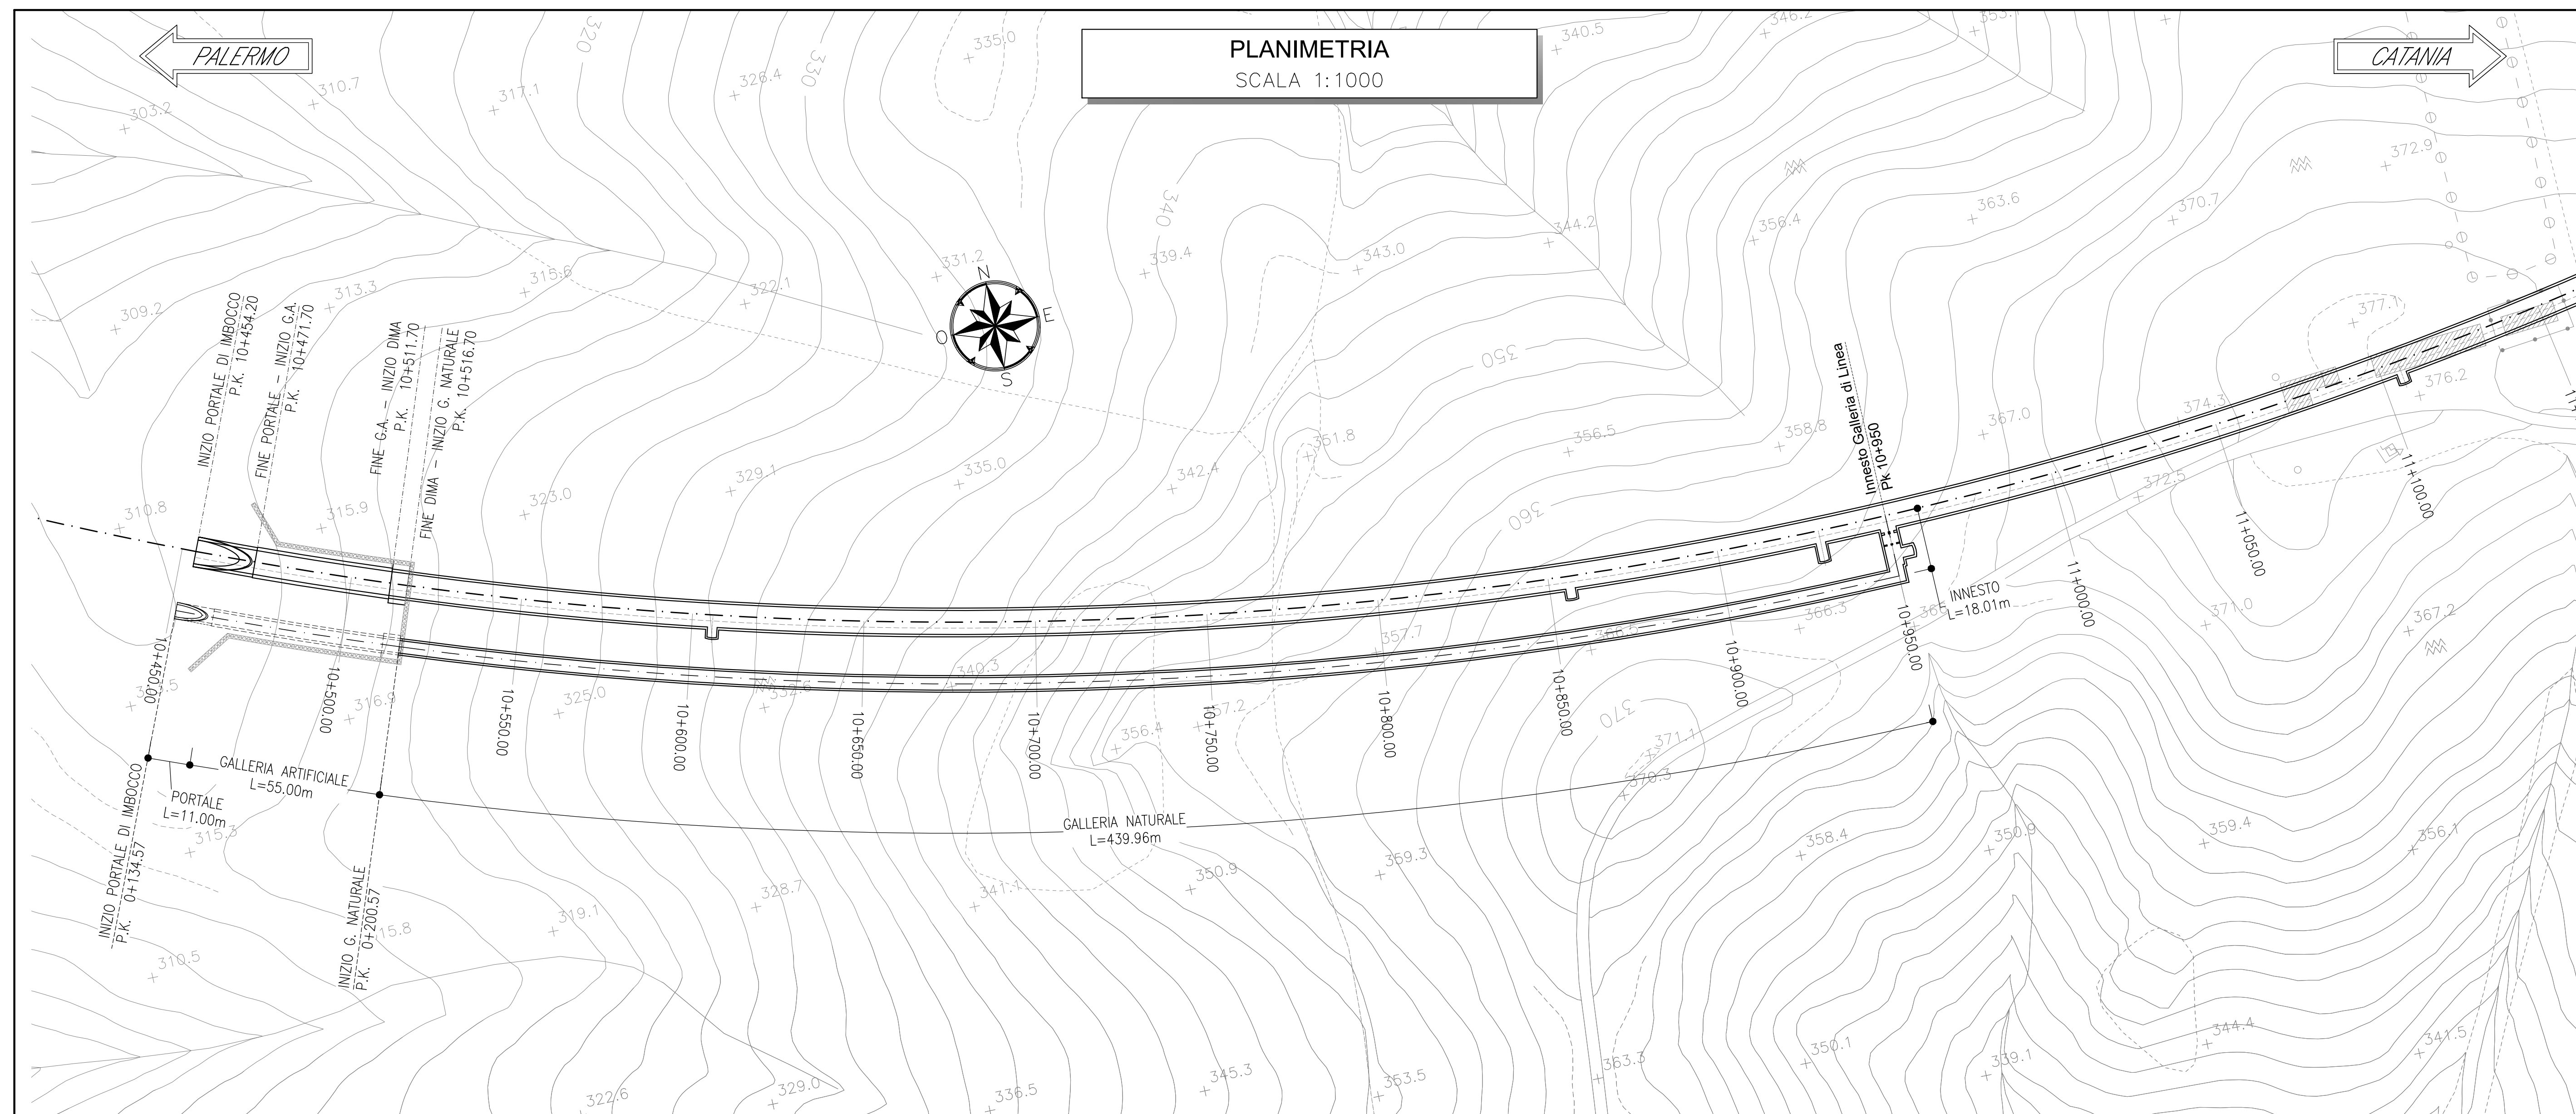 PALERMO
PLANIMETRIA
SCALA 1:1000
CATANIA
320
330
335.0
340.5
346.2
303.2
310.7
317.1
326.4
372.9
340
344.2
356.4
363.6
370.7
309.2
313.3
315.6
322.1
331.2
339.4
343.0
377.1
N
E
S
O
INIZIO PORTALE DI IMBOCCO
P.K. 10+454.20
FINE PORTALE - INIZIO G.A.
P.K. 10+471.70
FINE G.A. - INIZIO DIMA
P.K. 10+511.70
FINE DIMA - INIZIO G. NATURALE
P.K. 10+516.70
350
Innesto Galleria di Linea
Pk 10+950
310.8
315.9
323.0
329.1
335.0
342.4
351.8
356.5
358.8
367.0
374.3
376.2
360
372.5
11+100.00
11+050.00
11+000.00
INNESTO
L=18.01m
10+950.00
10+450.00
10+500.00
10+550.00
10+600.00
10+650.00
10+700.00
10+750.00
10+800.00
10+850.00
10+900.00
316.9
325.0
332.6
340.3
356.4
357.2
357.7
366.5
366.3
371.0
367.2
370
371.1
370.3
GALLERIA ARTIFICIALE
L=55.00m
PORTALE
L=11.00m
315.3
GALLERIA NATURALE
L=439.96m
INIZIO PORTALE DI IMBOCCO
P.K. 0+134.57
INIZIO G. NATURALE
P.K. 0+200.57
310.5
15.8
319.1
328.7
341.1
350.9
359.3
358.4
350.9
359.4
356.1
322.6
329.0
336.5
345.3
353.5
363.3
350.1
339.1
344.4
341.5